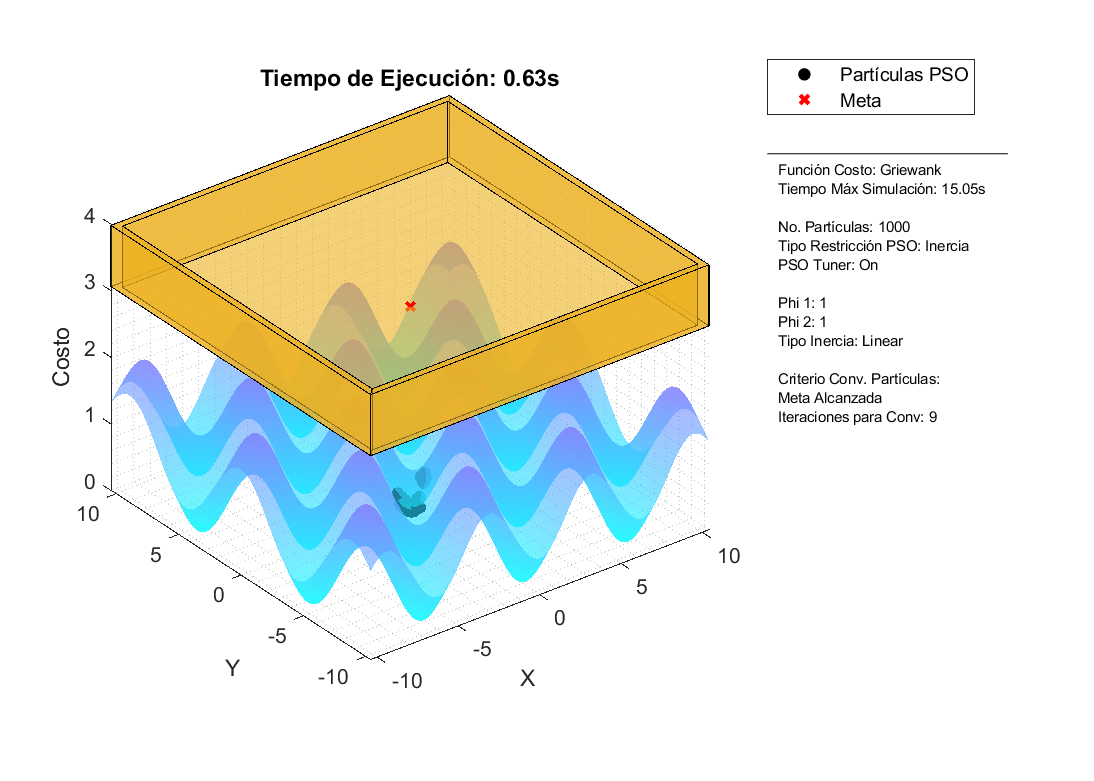 Tiempo de Ejecución: 0.63s
Partículas PSO
Meta
Función Costo: Griewank
Tiempo Máx Simulación: 15.05s
No. Partículas: 1000
Tipo Restricción PSO: Inercia
PSO Tuner: On
Phi 1: 1
Phi 2: 1
Tipo Inercia: Linear
Criterio Conv. Partículas:
Meta Alcanzada
Iteraciones para Conv: 9
Costo
4
3
2
1
0
10
5
0
-5
-10
Y
-10
-5
0
5
10
X